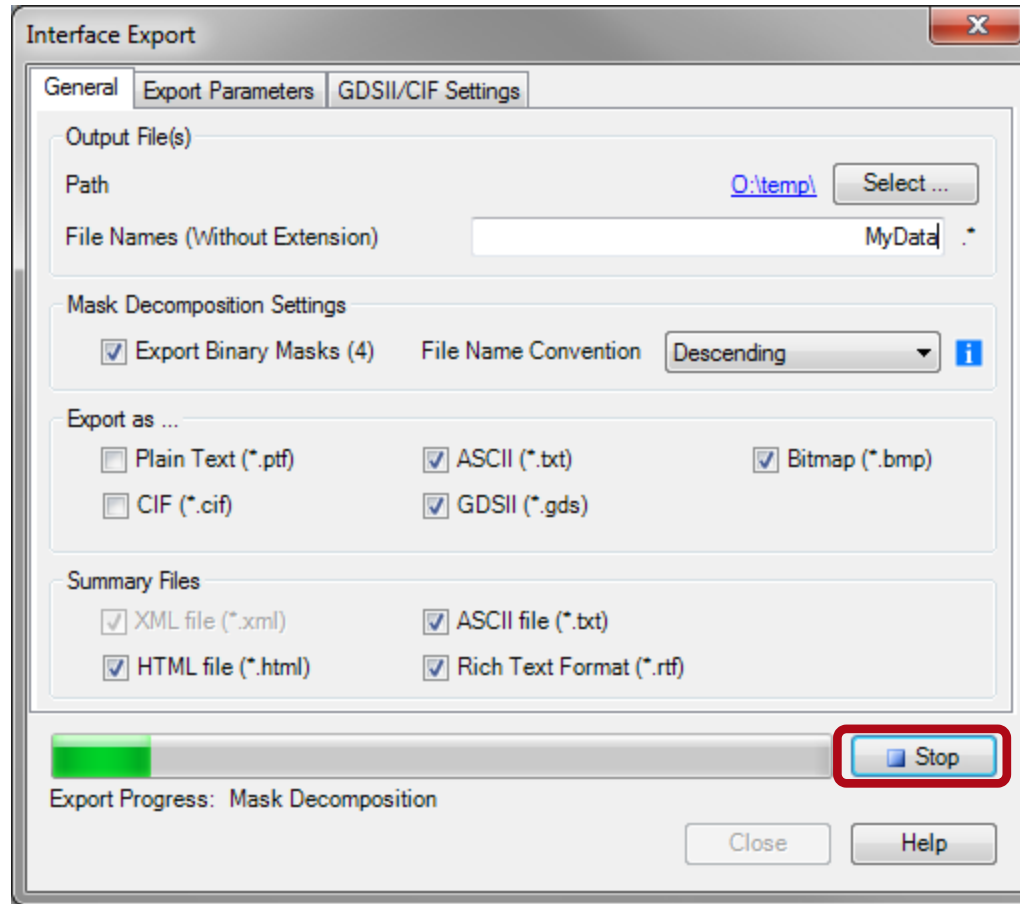 Interface Export
General Export Parameters GDSII/CIF Settings
Output File(s)
Path O:\temp\ Select ...
File Names (Without Extension) MyData .*
Mask Decomposition Settings
Export Binary Masks (4) File Name Convention Descending
Export as ...
Plain Text (*.ptf) ASCII (*.txt) Bitmap (*.bmp)
CIF (*.cif) GDSII (*.gds)
Summary Files
XML file (*.xml) ASCII file (*.txt)
HTML file (*.html) Rich Text Format (*.rtf)
Stop
Export Progress: Mask Decomposition
Close Help